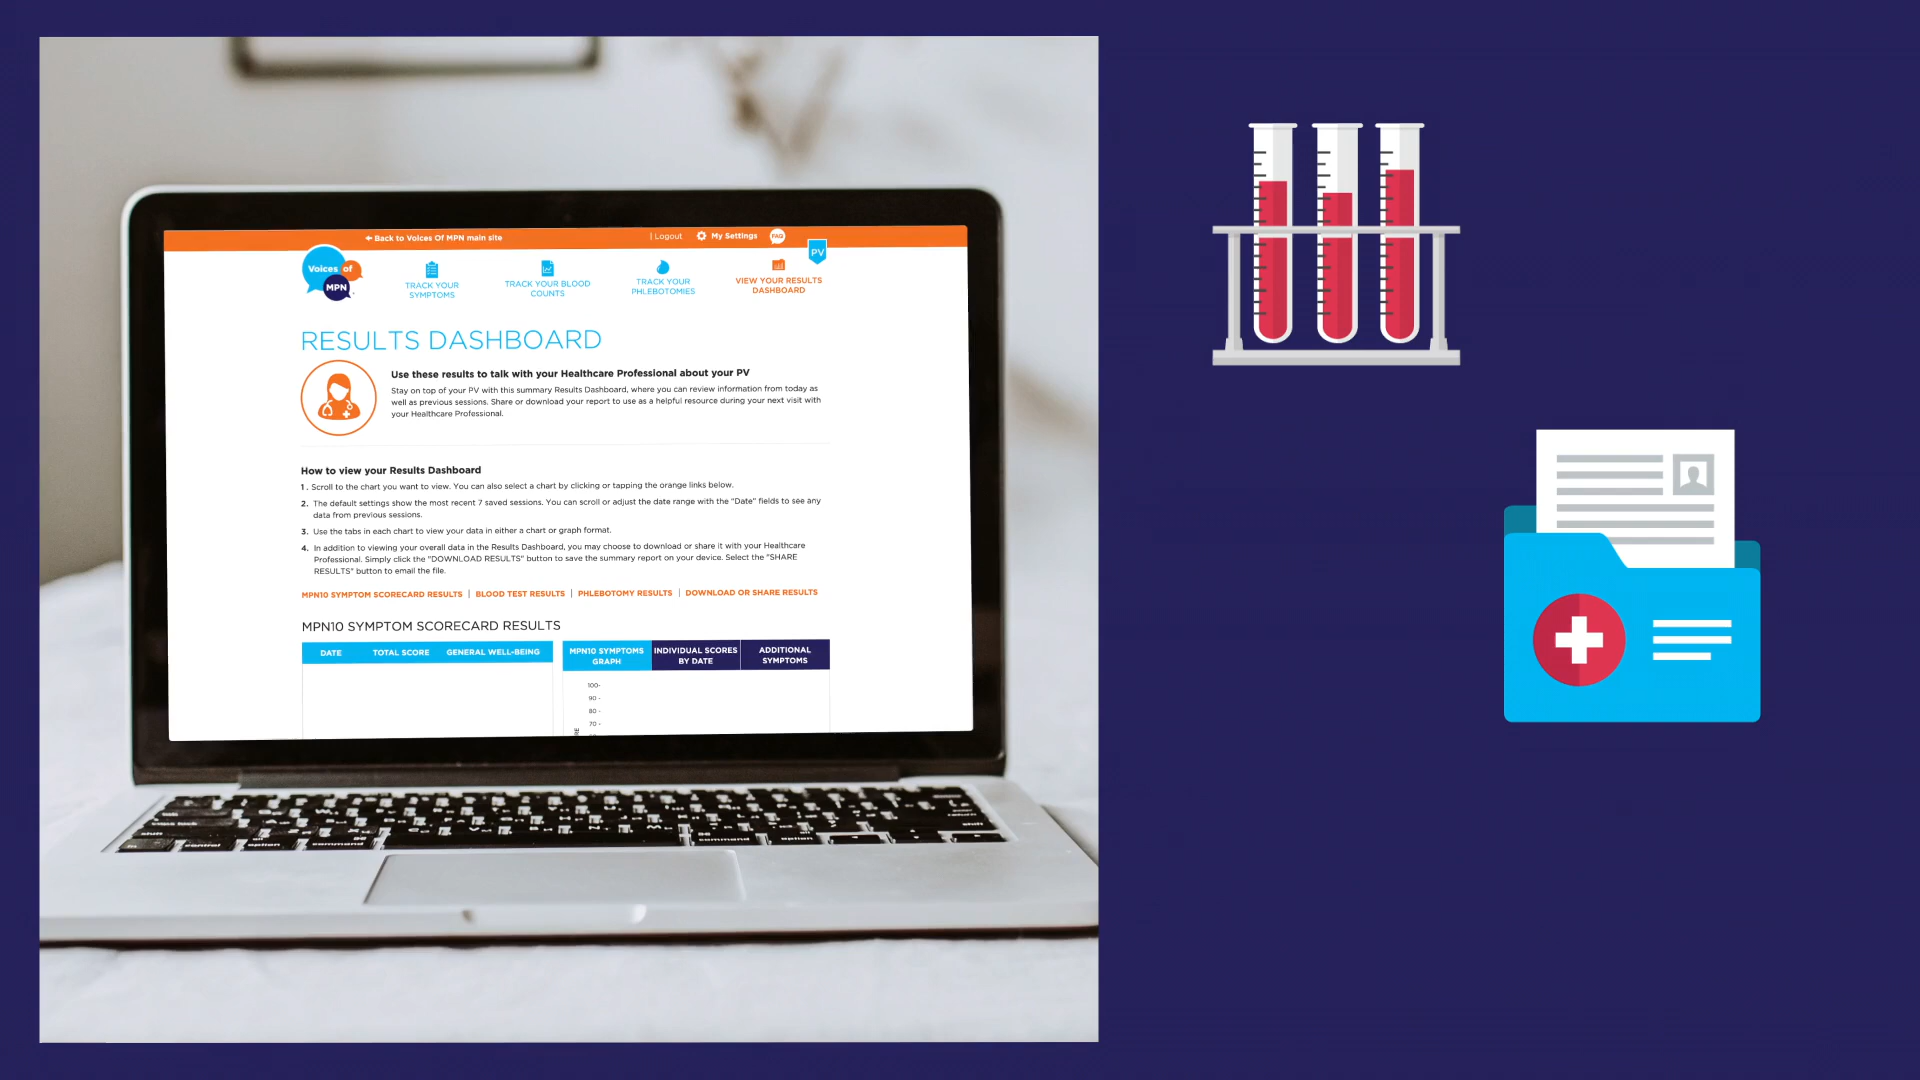 Back to Voices Of MPN main site
| Logout
My Settings
FAQ
Voices of
MPN
PV
TRACK YOUR
SYMPTOMS
TRACK YOUR BLOOD
COUNTS
TRACK YOUR
PHLEBOTOMIES
VIEW YOUR RESULTS
DASHBOARD
RESULTS DASHBOARD
Use these results to talk with your Healthcare Professional about your PV
Stay on top of your PV with this summary Results Dashboard, where you can review information from today as
well as previous sessions. Share or download your report to use as a helpful resource during your next visit with
your Healthcare Professional.
How to view your Results Dashboard
1. Scroll to the chart you want to view. You can also select a chart by clicking or tapping the orange links below.
2. The default settings show the most recent 7 saved sessions. You can scroll or adjust the date range with the "Date" fields to see any
data from previous sessions.
3. Use the tabs in each chart to view your data in either a chart or graph format.
4. In addition to viewing your overall data in the Results Dashboard, you may choose to download or share it with your Healthcare
Professional. Simply click the "DOWNLOAD RESULTS" button to save the summary report on your device. Select the "SHARE
RESULTS" button to email the file.
MPN10 SYMPTOM SCORECARD RESULTS | BLOOD TEST RESULTS | PHLEBOTOMY RESULTS | DOWNLOAD OR SHARE RESULTS
MPN10 SYMPTOM SCORECARD RESULTS
DATE TOTAL SCORE GENERAL WELL-BEING
MPN10 SYMPTOMS
GRAPH
INDIVIDUAL SCORES
BY DATE
ADDITIONAL
SYMPTOMS
100-
90 -
80 -
70 -
control option command
command option